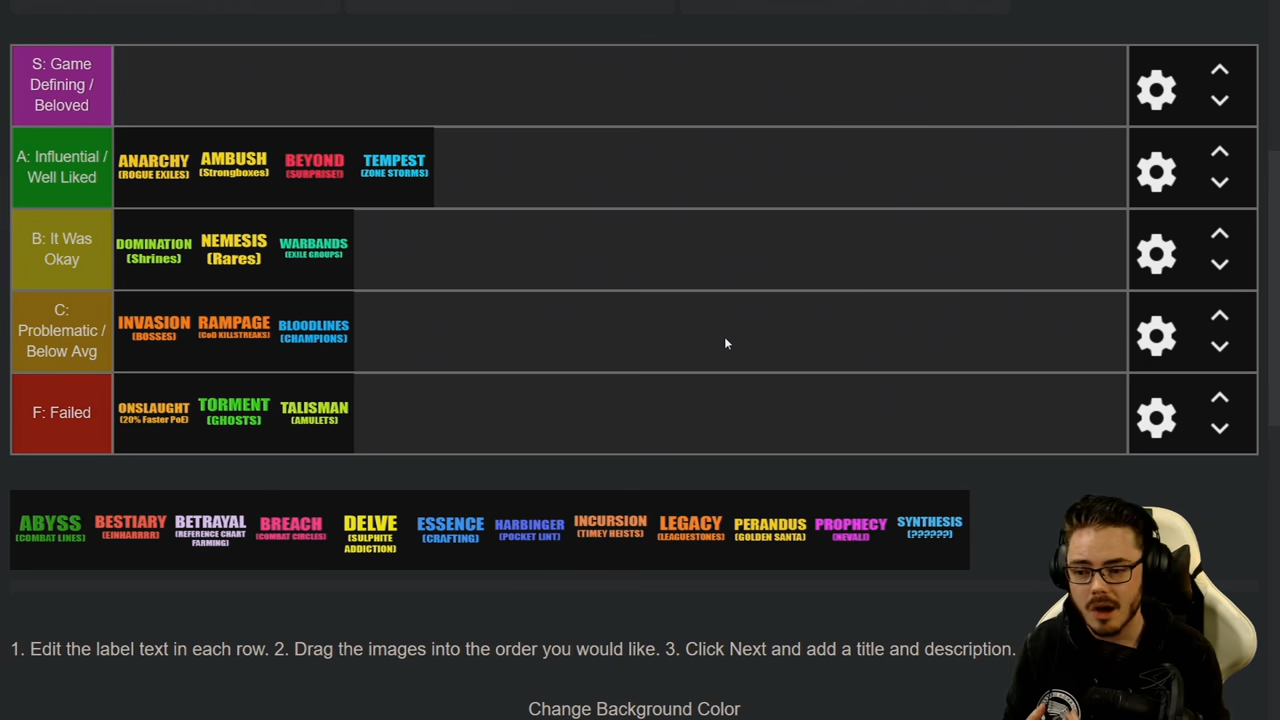 S: Game
Defining /
Beloved
A: Influential /
Well Liked
ANARCHY
(ROGUE EXILES)
AMBUSH
(Strongboxes)
BEYOND
(SURPRISE!)
TEMPEST
(ZONE STORMS)
B: It Was
Okay
DOMINATION
(Shrines)
NEMESIS
(Rares)
WARBANDS
(EXILE GROUPS)
C:
Problematic /
Below Avg
INVASION
(BOSSES)
RAMPAGE
(CoD KILLSTREAKS)
BLOODLINES
(CHAMPIONS)
F: Failed
ONSLAUGHT
(20% Faster PoE)
TORMENT
(GHOSTS)
TALISMAN
(AMULETS)
ABYSS
(COMBAT LINES)
BESTIARY
(EINHARRRR)
BETRAYAL
(REFERENCE CHART
FARMING)
BREACH
(COMBAT CIRCLES)
DELVE
(SULPHITE
ADDICTION)
ESSENCE
(CRAFTING)
HARBINGER
(POCKET LINT)
INCURSION
(TIMEY HEISTS)
LEGACY
(LEAGUESTONES)
PERANDUS
(GOLDEN SANTA)
PROPHECY
(NEVALI)
SYNTHESIS
(??????)
1. Edit the label text in each row. 2. Drag the images into the order you would like. 3. Click Next and add a title and description.
Change Background Color